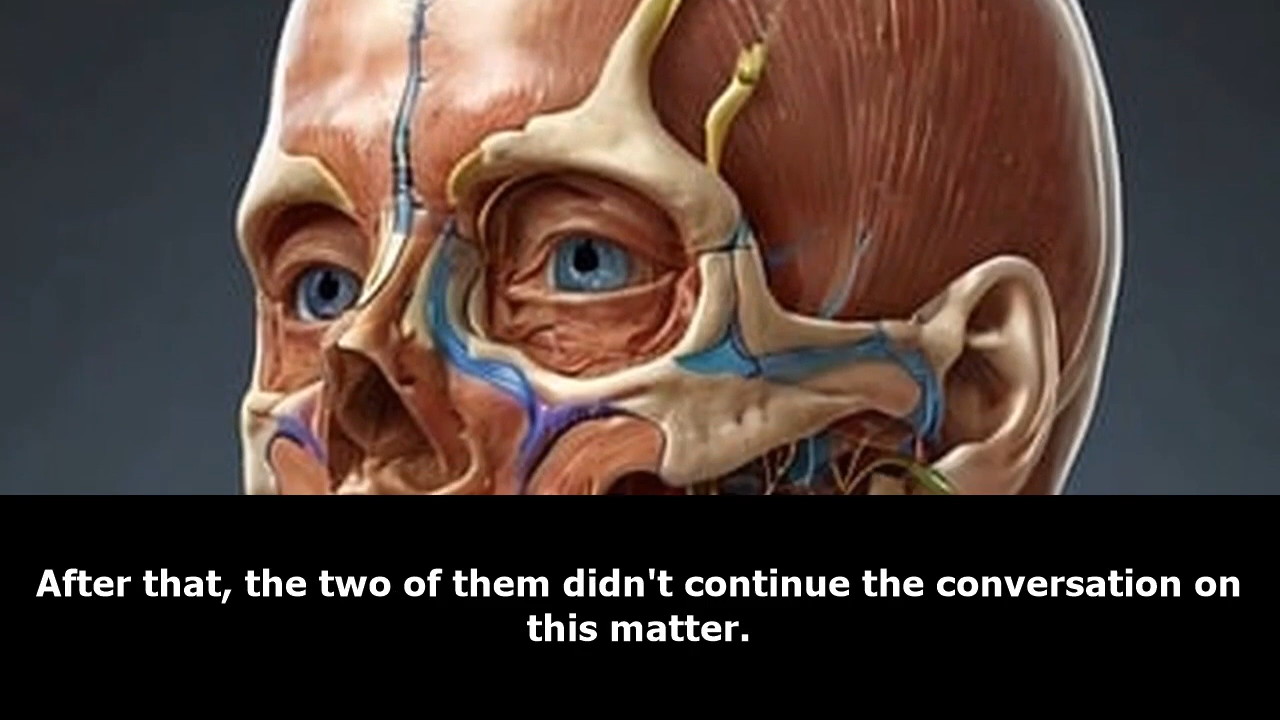 After that, the two of them didn't continue the conversation on
this matter.